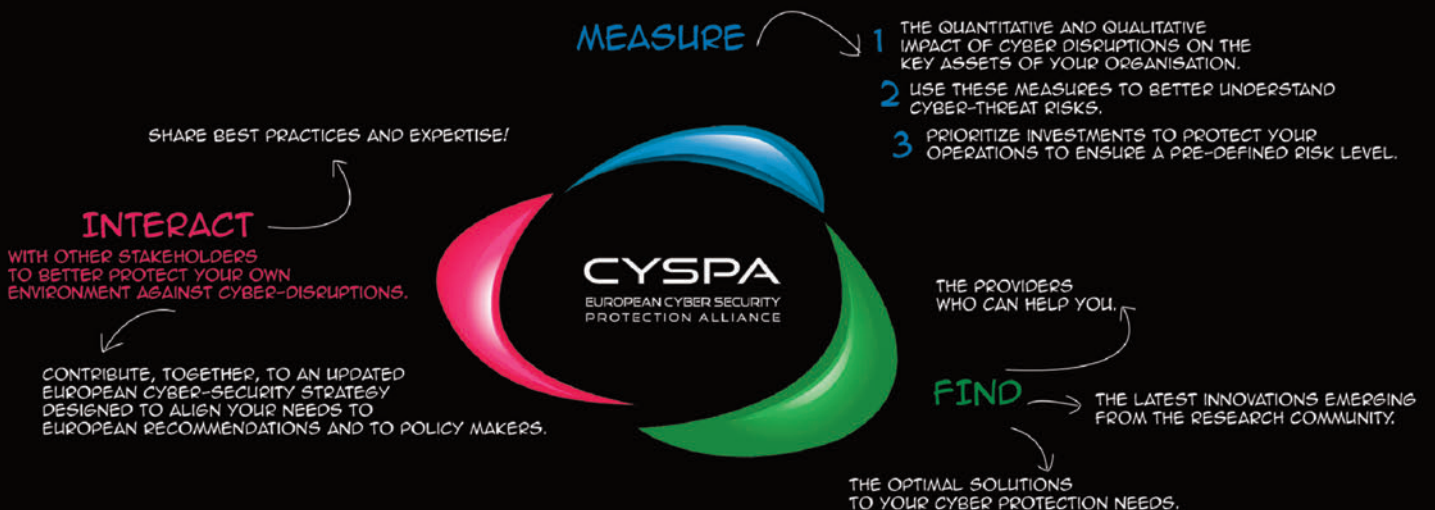 MEASURE
1 THE QUANTITATIVE AND QUALITATIVE
IMPACT OF CYBER DISRUPTIONS ON THE
KEY ASSETS OF YOUR ORGANISATION.
2 USE THESE MEASURES TO BETTER UNDERSTAND
CYBER-THREAT RISKS.
3 PRIORITIZE INVESTMENTS TO PROTECT YOUR
OPERATIONS TO ENSURE A PRE-DEFINED RISK LEVEL.
SHARE BEST PRACTICES AND EXPERTISE!
INTERACT
WITH OTHER STAKEHOLDERS
TO BETTER PROTECT YOUR OWN
ENVIRONMENT AGAINST CYBER-DISRUPTIONS.
CONTRIBUTE, TOGETHER, TO AN UPDATED
EUROPEAN CYBER-SECURITY STRATEGY
DESIGNED TO ALIGN YOUR NEEDS TO
EUROPEAN RECOMMENDATIONS AND TO POLICY MAKERS.
CYSPA
EUROPEAN CYBER SECURITY
PROTECTION ALLIANCE
THE PROVIDERS
WHO CAN HELP YOU.
FIND
THE LATEST INNOVATIONS EMERGING
FROM THE RESEARCH COMMUNITY.
THE OPTIMAL SOLUTIONS
TO YOUR CYBER PROTECTION NEEDS.